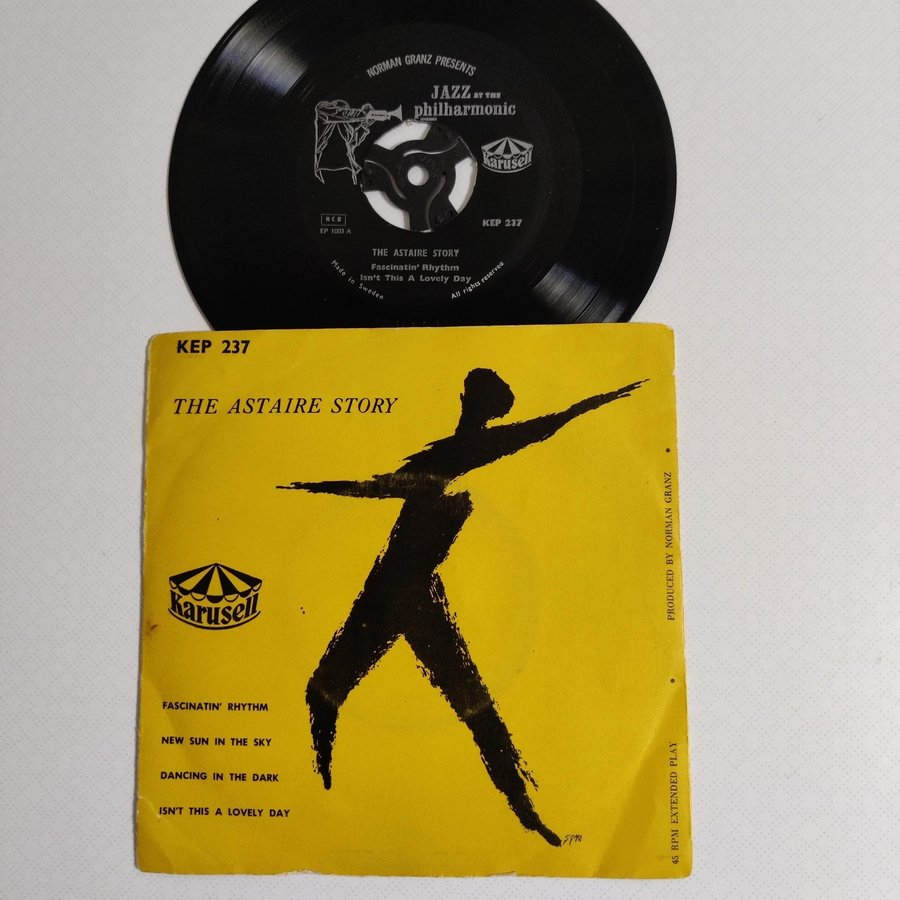 NORMAN GRANZ PRESENTS
JAZZ AT THE
philharmonic
Karusell
NCB
EP 1003 A
KEP 237
THE ASTAIRE STORY
Fascinatin' Rhythm
Isn't This A Lovely Day
Made in Sweden
All rights reserved
KEP 237
THE ASTAIRE STORY
Karusell
FASCINATIN' RHYTHM
NEW SUN IN THE SKY
DANCING IN THE DARK
ISN'T THIS A LOVELY DAY
45 RPM EXTENDED PLAY • PRODUCED BY NORMAN GRANZ •